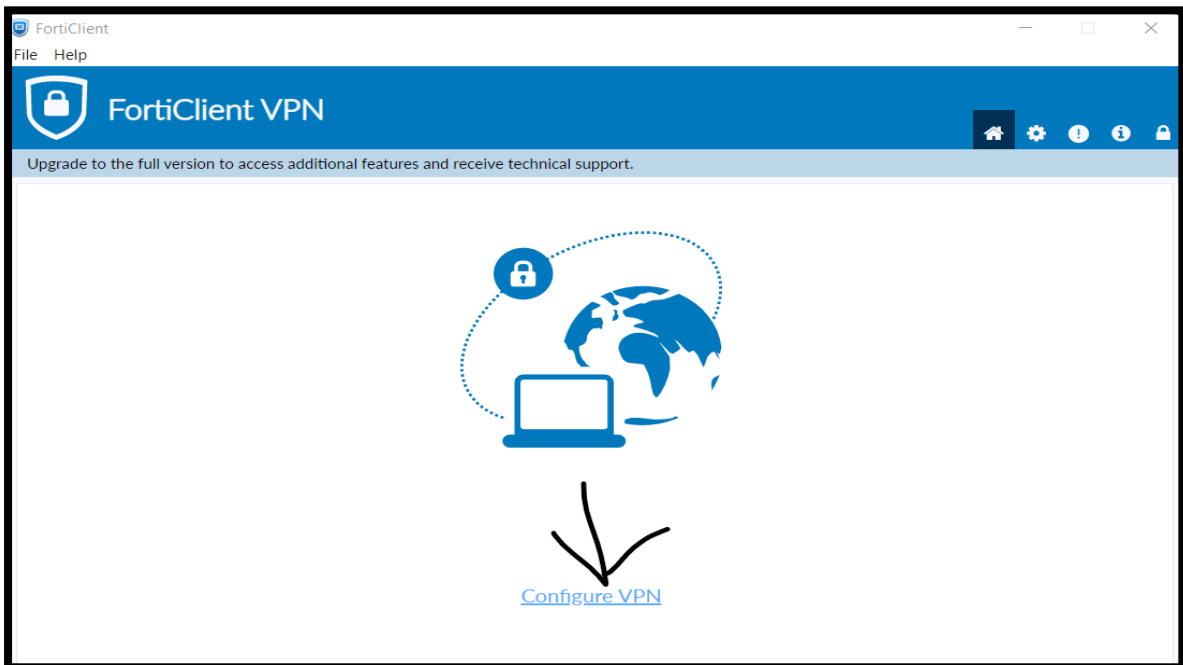 FortiClient
File Help
FortiClient VPN
Upgrade to the full version to access additional features and receive technical support.
Configure VPN